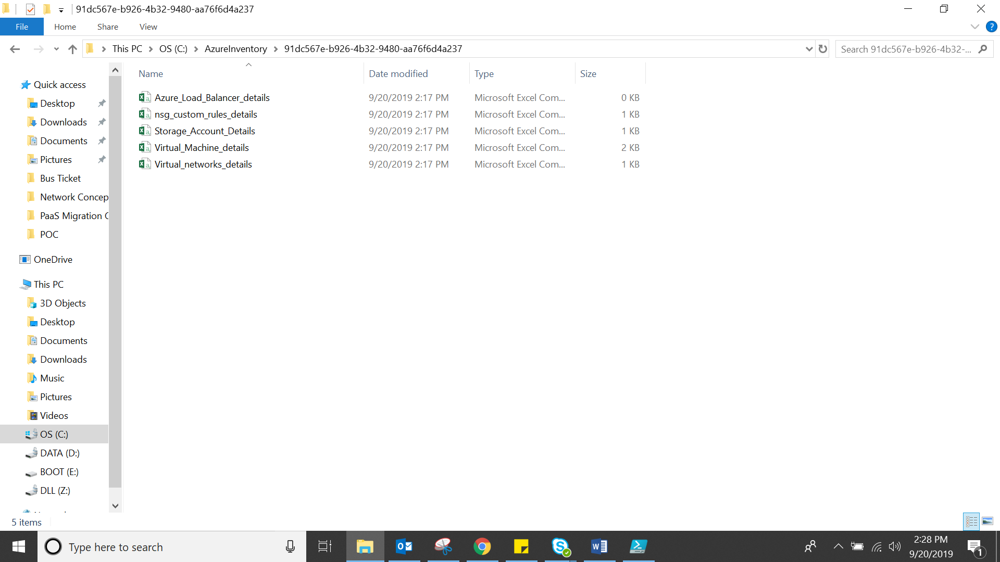 91dc567e-b926-4b32-9480-aa76f6d4a237
File Home Share View
This PC OS (C:) AzureInventory 91dc567e-b926-4b32-9480-aa76f6d4a237
Search 91dc567e-b926-4b32-...
Name Date modified Type Size
Azure_Load_Balancer_details 9/20/2019 2:17 PM Microsoft Excel Com... 0 KB
nsg_custom_rules_details 9/20/2019 2:17 PM Microsoft Excel Com... 1 KB
Storage_Account_Details 9/20/2019 2:17 PM Microsoft Excel Com... 1 KB
Virtual_Machine_details 9/20/2019 2:17 PM Microsoft Excel Com... 2 KB
Virtual_networks_details 9/20/2019 2:17 PM Microsoft Excel Com... 1 KB
Quick access
Desktop
Downloads
Documents
Pictures
Bus Ticket
Network Concep
PaaS Migration
POC
OneDrive
This PC
3D Objects
Desktop
Documents
Downloads
Music
Pictures
Videos
OS (C:)
DATA (D:)
BOOT (E:)
DLL (Z:)
5 items
Type here to search
2:28 PM
9/20/2019
1